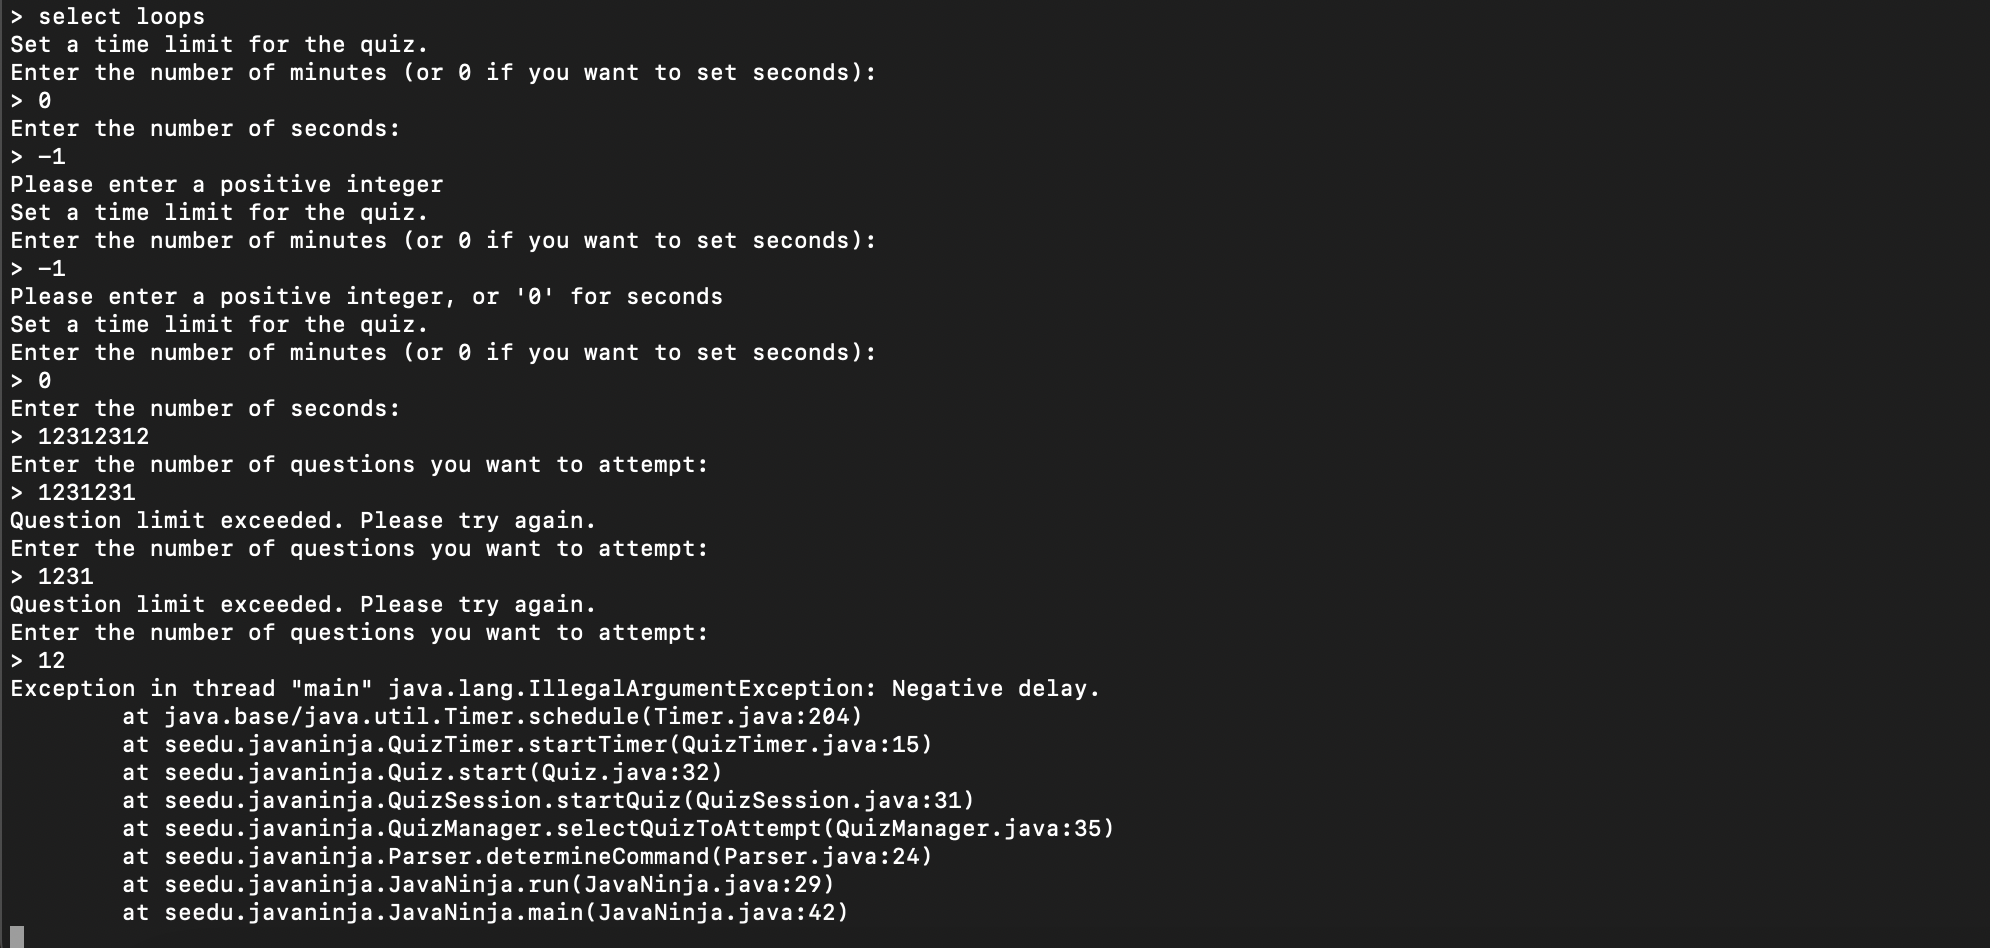 > select loops
Set a time limit for the quiz.
Enter the number of minutes (or 0 if you want to set seconds):
> 0
Enter the number of seconds:
> -1
Please enter a positive integer
Set a time limit for the quiz.
Enter the number of minutes (or 0 if you want to set seconds):
> -1
Please enter a positive integer, or '0' for seconds
Set a time limit for the quiz.
Enter the number of minutes (or 0 if you want to set seconds):
> 0
Enter the number of seconds:
> 12312312
Enter the number of questions you want to attempt:
> 1231231
Question limit exceeded. Please try again.
Enter the number of questions you want to attempt:
> 1231
Question limit exceeded. Please try again.
Enter the number of questions you want to attempt:
> 12
Exception in thread "main" java.lang.IllegalArgumentException: Negative delay.
        at java.base/java.util.Timer.schedule(Timer.java:204)
        at seedu.javaninja.QuizTimer.startTimer(QuizTimer.java:15)
        at seedu.javaninja.Quiz.start(Quiz.java:32)
        at seedu.javaninja.QuizSession.startQuiz(QuizSession.java:31)
        at seedu.javaninja.QuizManager.selectQuizToAttempt(QuizManager.java:35)
        at seedu.javaninja.Parser.determineCommand(Parser.java:24)
        at seedu.javaninja.JavaNinja.run(JavaNinja.java:29)
        at seedu.javaninja.JavaNinja.main(JavaNinja.java:42)